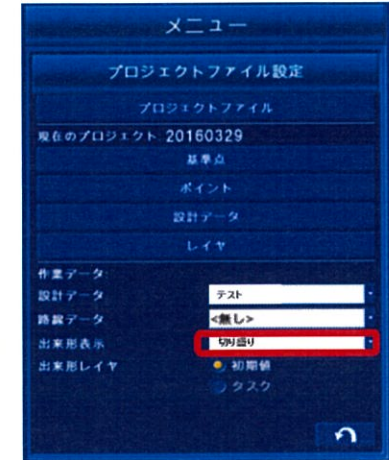 メニュー
プロジェクトファイル設定
プロジェクトファイル
現在のプロジェクト 20160329
基準点
ポイント
設計データ
レイヤ
作業データ:
設計データ テスト
路線データ <無し>
出来形表示 切り盛り
出来形レイヤ 初期値
タスク